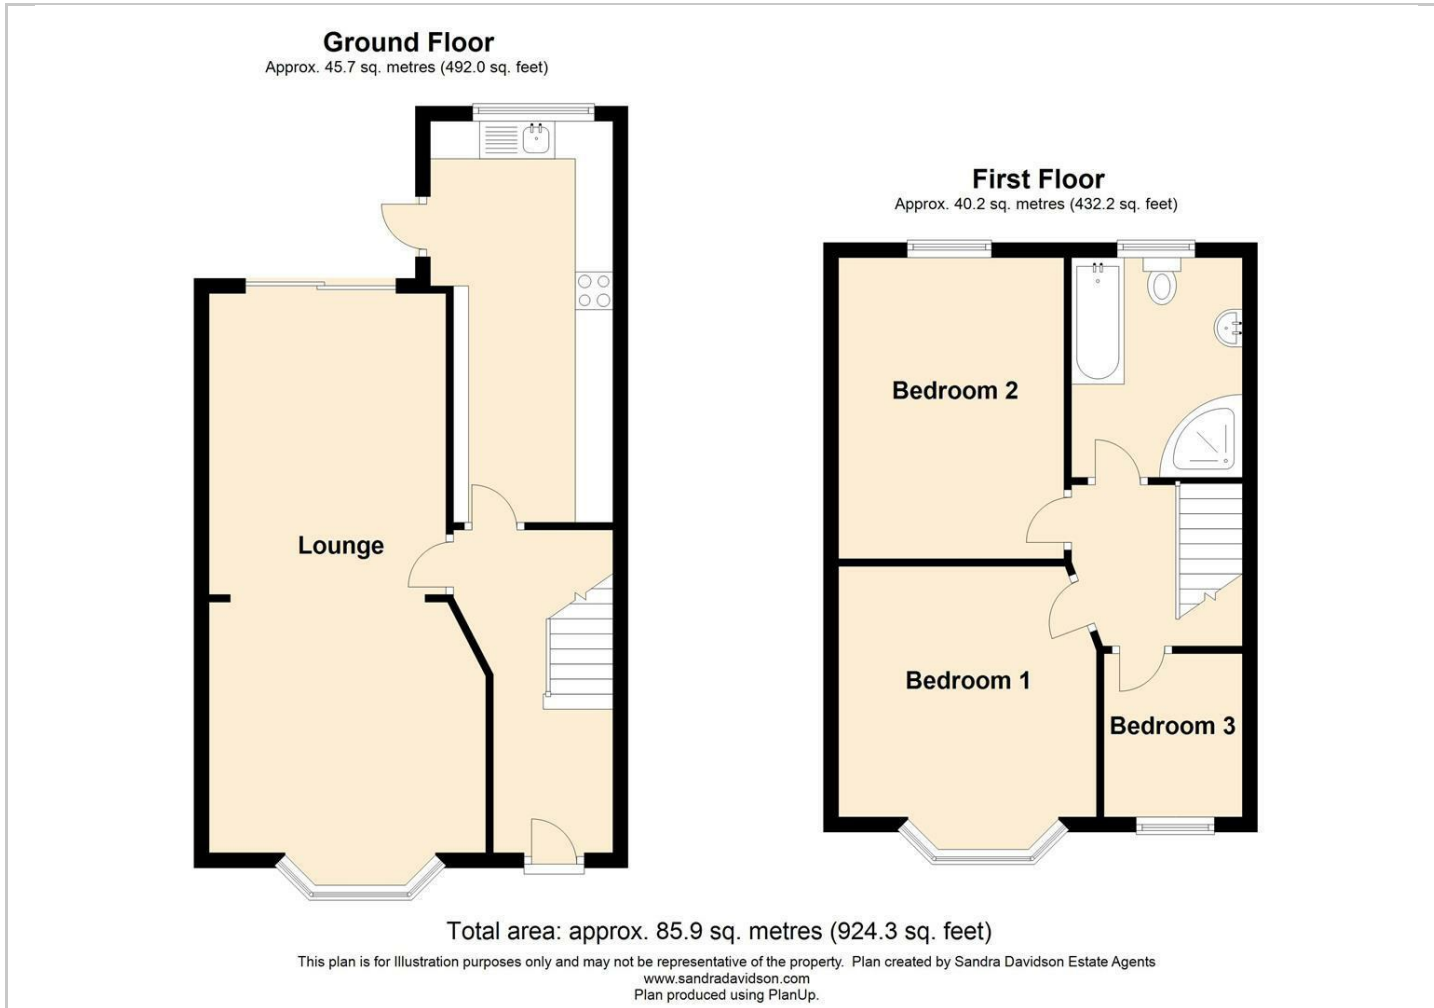 Ground Floor
Approx. 45.7 sq. metres (492.0 sq. feet)
First Floor
Approx. 40.2 sq. metres (432.2 sq. feet)
Bedroom 2
Lounge
Bedroom 1
Bedroom 3
Total area: approx. 85.9 sq. metres (924.3 sq. feet)
This plan is for Illustration purposes only and may not be representative of the property. Plan created by Sandra Davidson Estate Agents
www.sandradavidson.com
Plan produced using PlanUp.